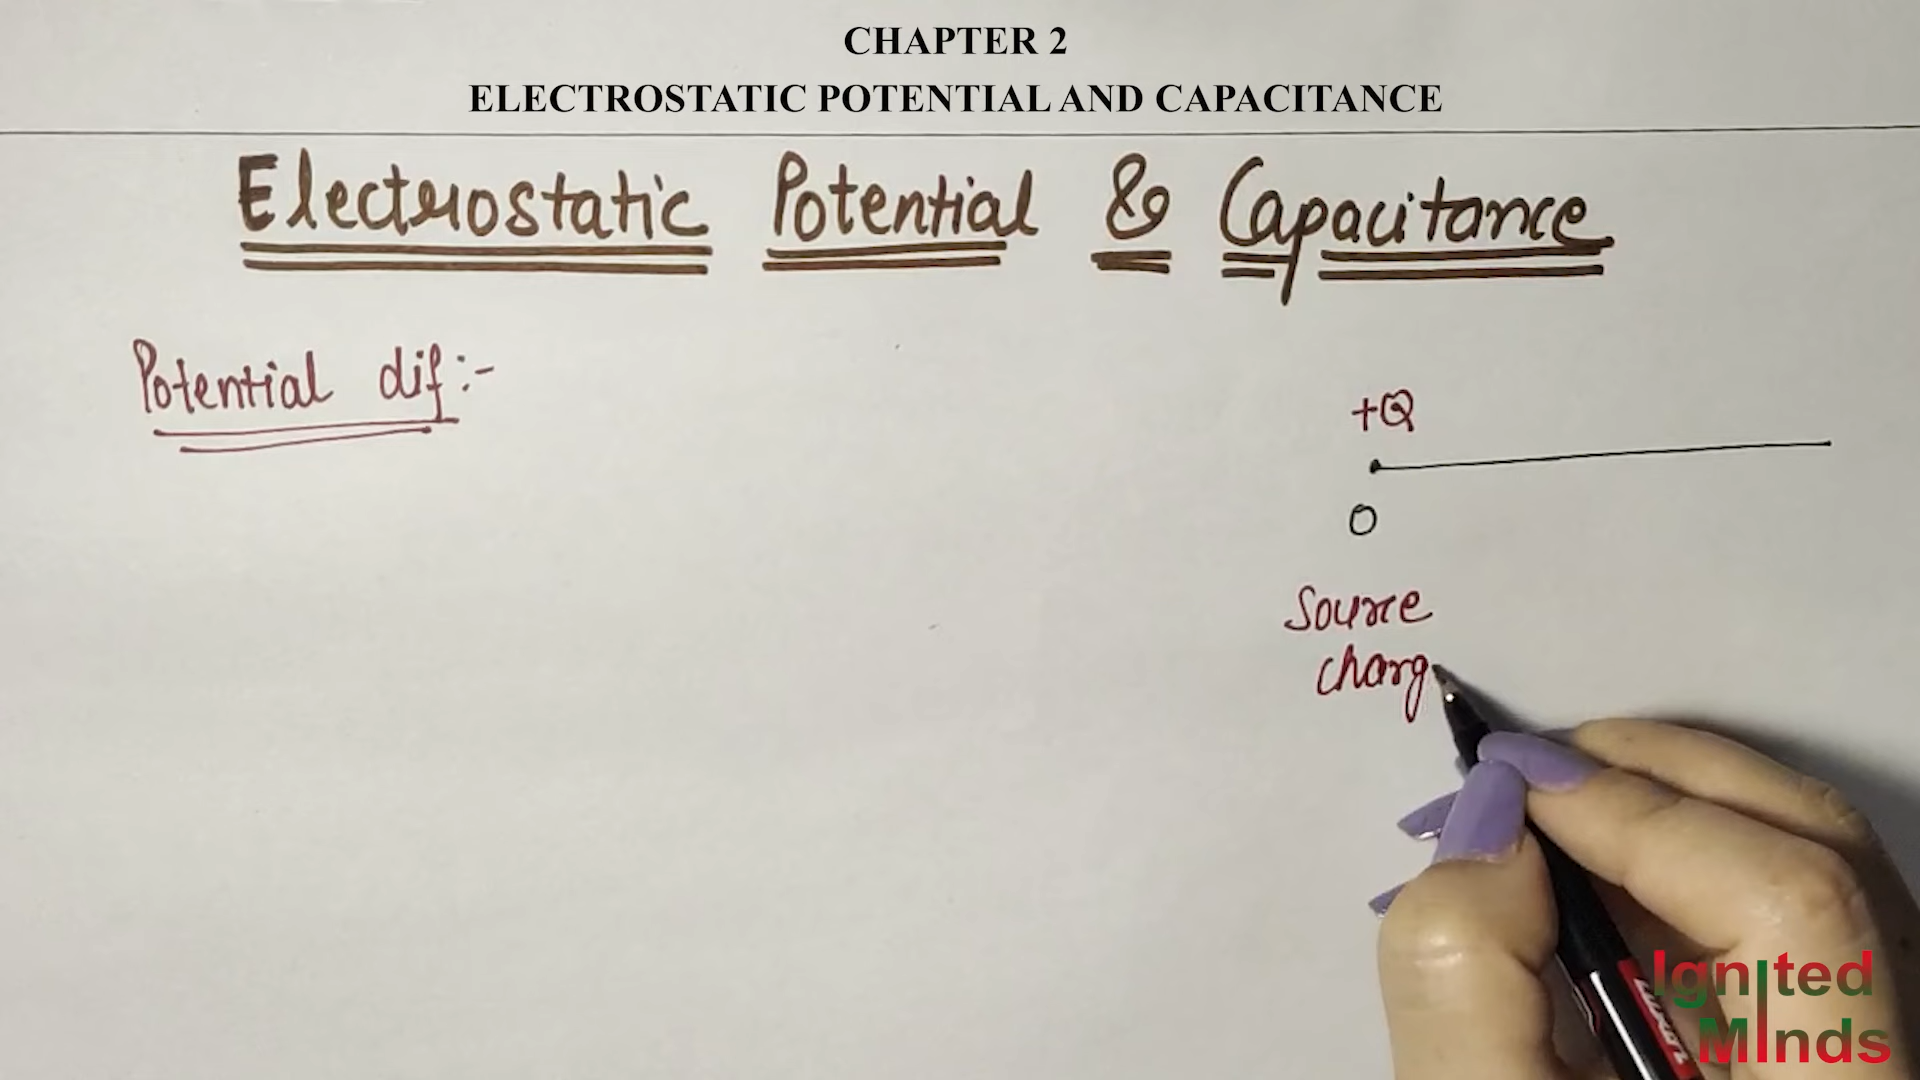 CHAPTER 2
ELECTROSTATIC POTENTIAL AND CAPACITANCE
Electrostatic Potential & Capacitance
Potential dif:-
+Q
O
Source
charg
Ignited
Minds